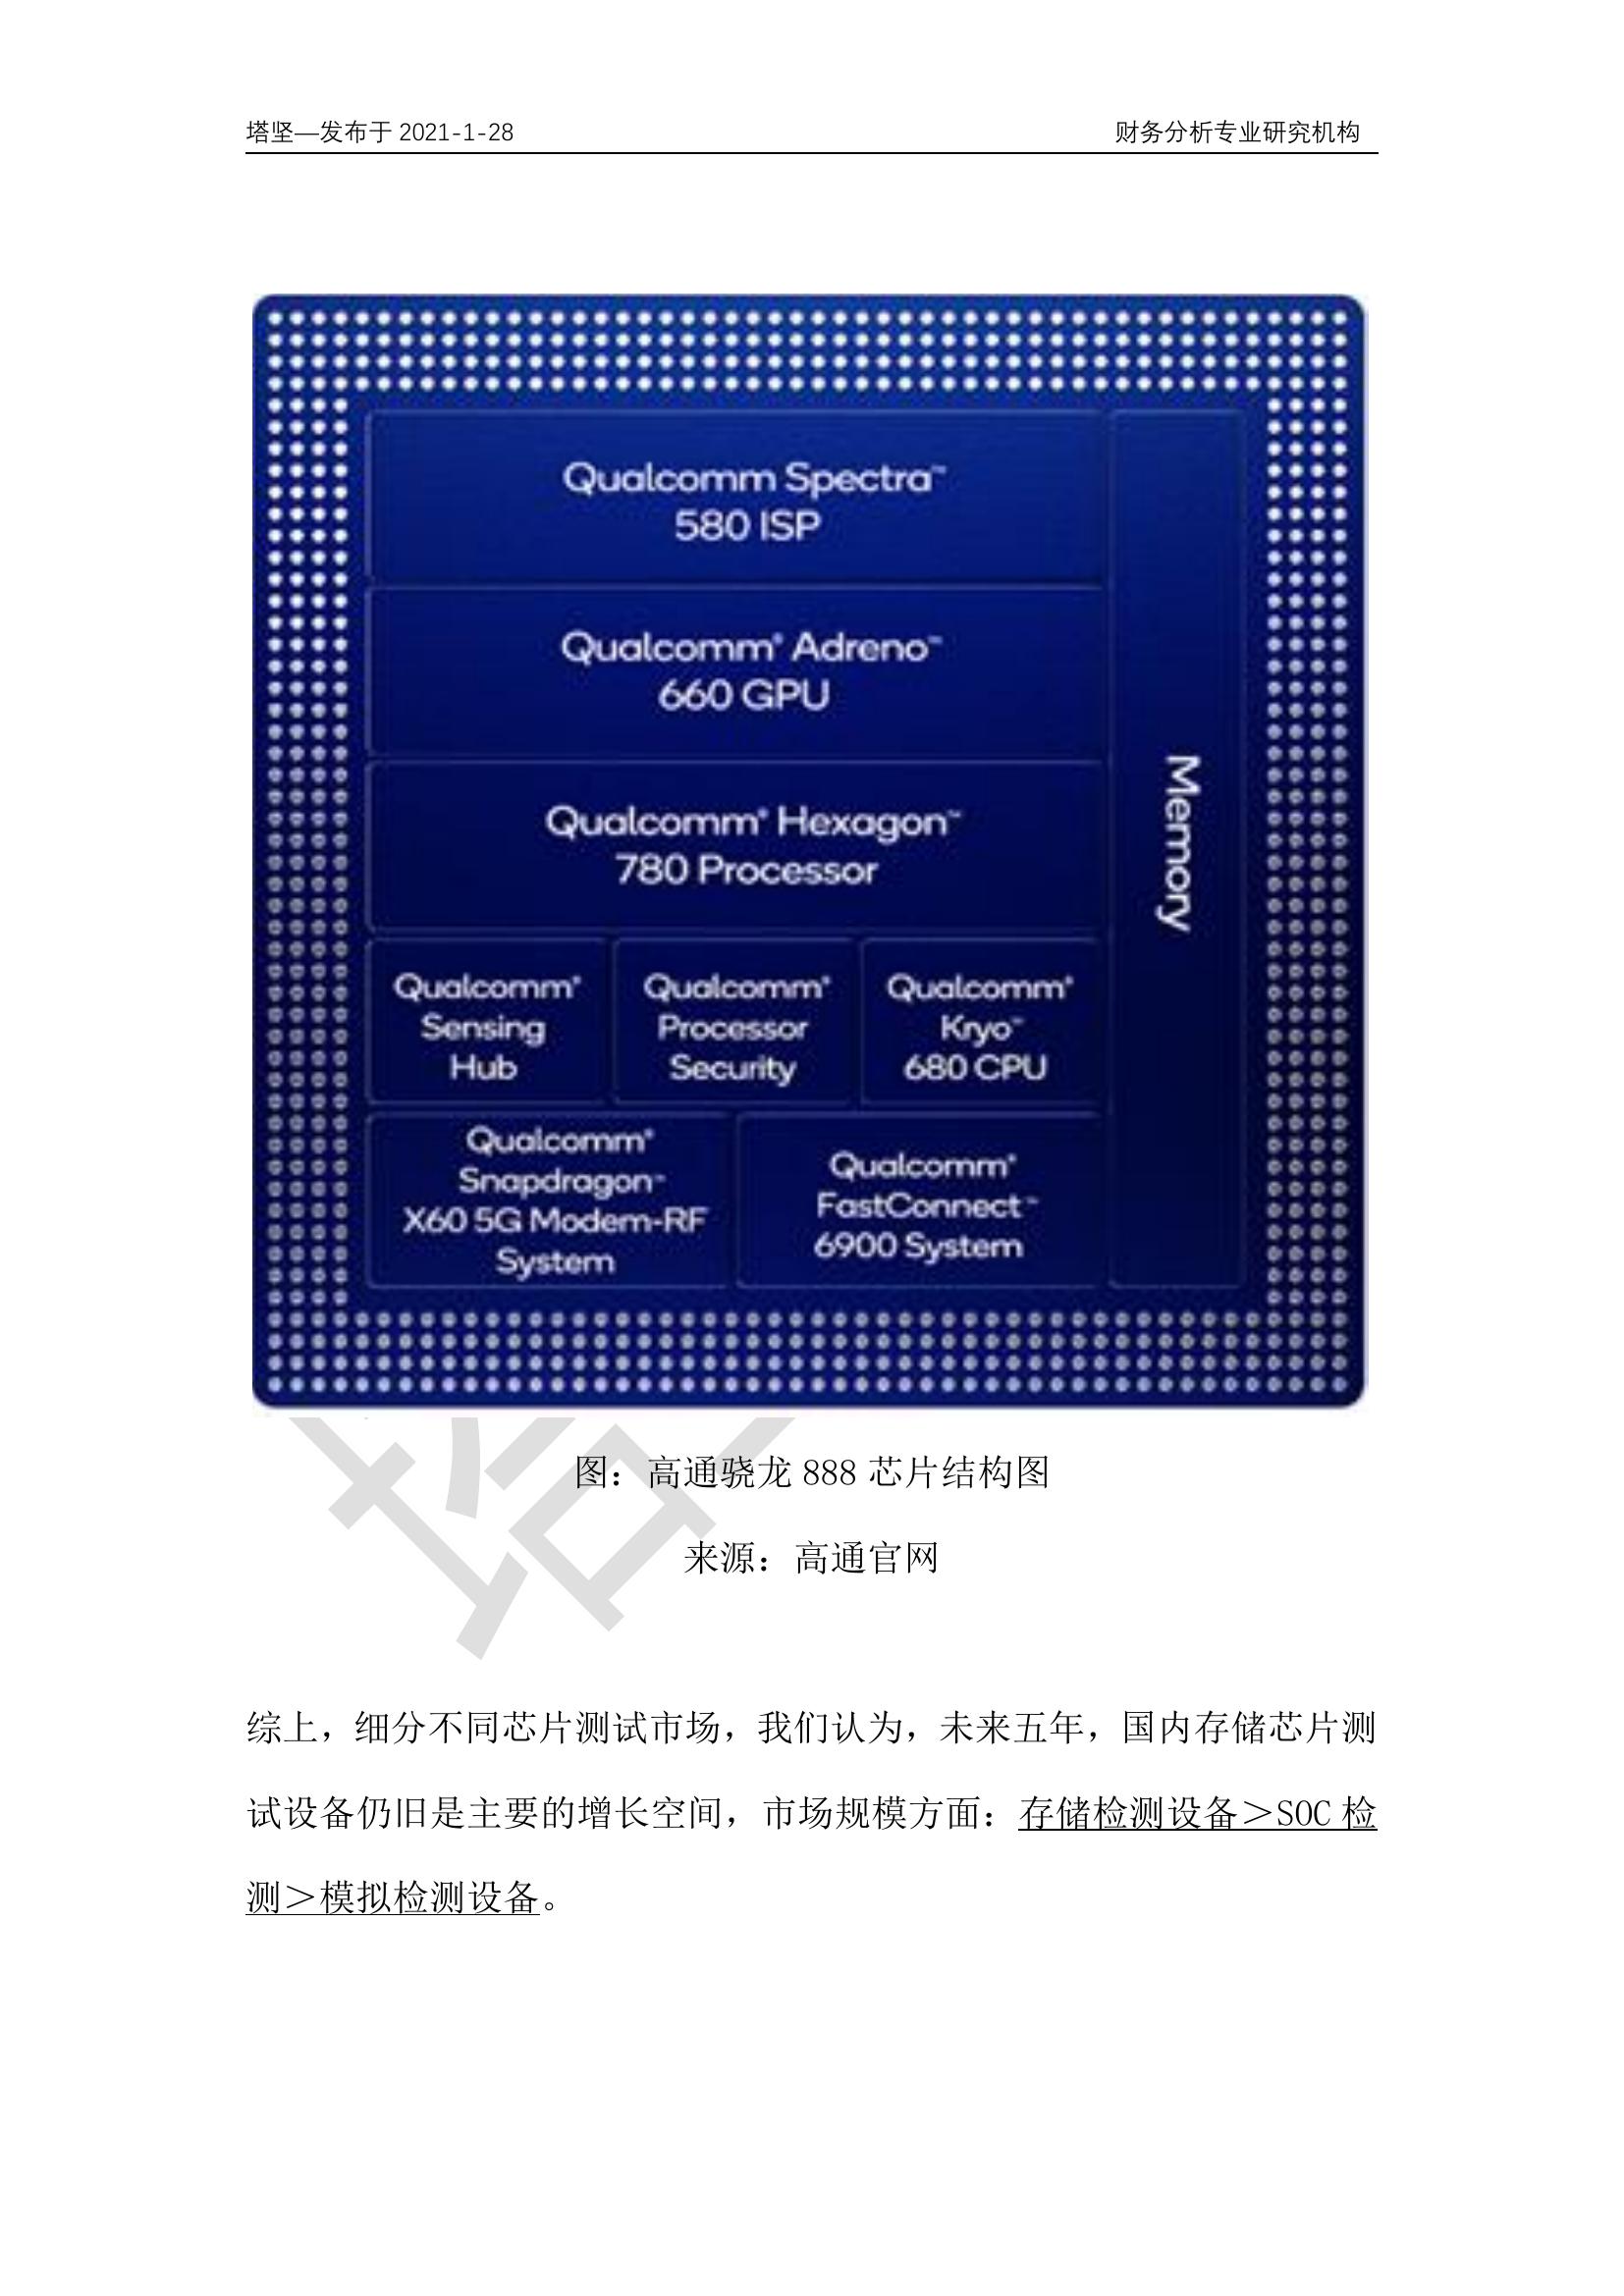 塔坚—发布于 2021-1-28 财务分析专业研究机构
Qualcomm Spectra™
580 ISP
Qualcomm® Adreno™
660 GPU
Qualcomm® Hexagon™
780 Processor
Memory
Qualcomm®
Sensing
Hub
Qualcomm®
Processor
Security
Qualcomm®
Kryo™
680 CPU
Qualcomm®
Snapdragon™
X60 5G Modem-RF
System
Qualcomm®
FastConnect™
6900 System
图：高通骁龙 888 芯片结构图
来源：高通官网
塔
综上，细分不同芯片测试市场，我们认为，未来五年，国内存储芯片测
试设备仍旧是主要的增长空间，市场规模方面：存储检测设备＞SOC 检
测＞模拟检测设备。